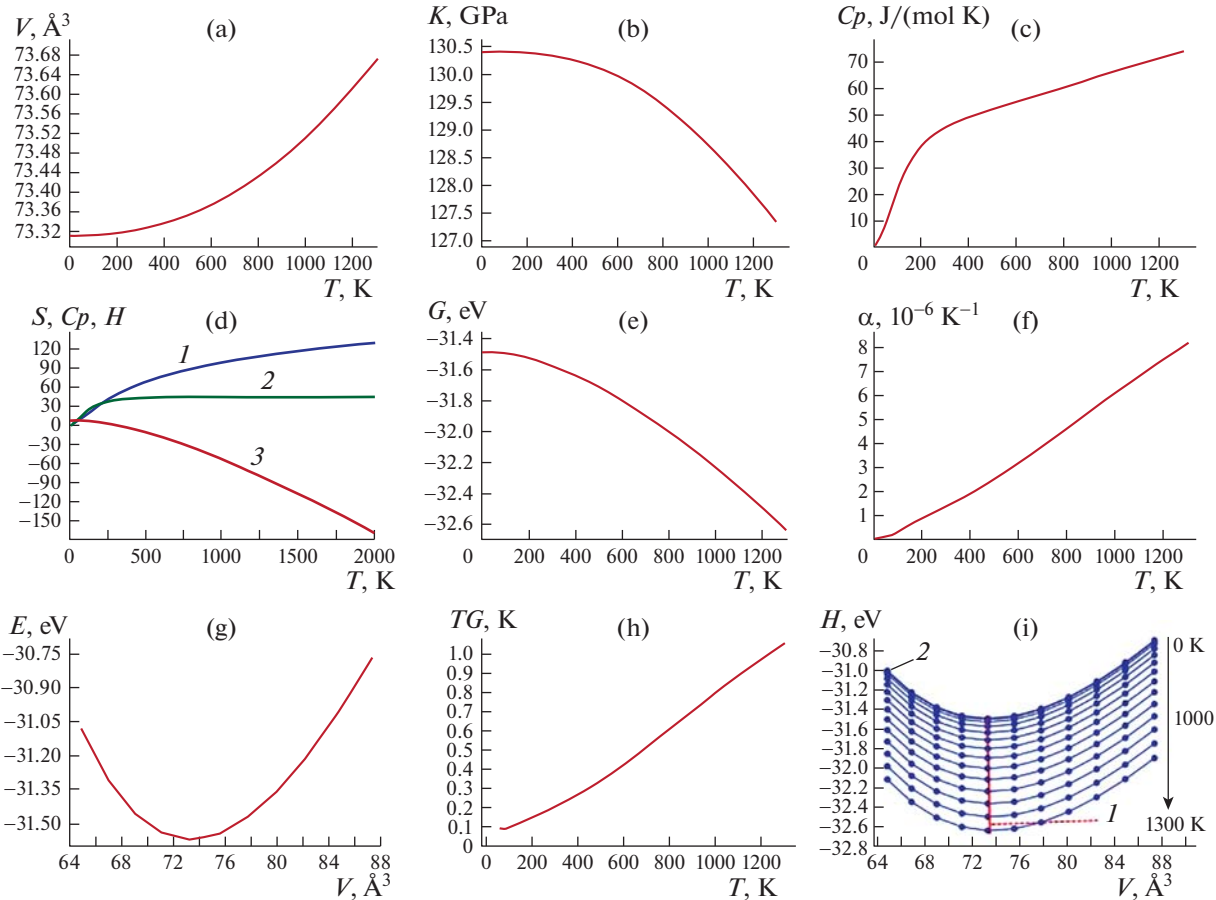 V, Å³
(a)
73.68
73.64
73.60
73.56
73.52
73.48
73.44
73.40
73.36
73.32
0 200 400 600 800 1000 1200
T, K
K, GPa
(b)
130.5
130.0
129.5
129.0
128.5
128.0
127.5
127.0
0 200 400 600 800 1000 1200
T, K
Cp, J/(mol K)
(c)
70
60
50
40
30
20
10
0 200 400 600 800 1000 1200
T, K
S, Cp, H
(d)
120
90
60
30
0
−30
−60
−90
−120
−150
1
2
3
0 500 1000 1500 2000
T, K
G, eV
(e)
−31.4
−31.6
−31.8
−32.0
−32.2
−32.4
−32.6
0 200 400 600 800 1000 1200
T, K
α, 10⁻⁶ K⁻¹
(f)
8
7
6
5
4
3
2
1
0 200 400 600 800 1000 1200
T, K
E, eV
(g)
−30.75
−30.90
−31.05
−31.20
−31.35
−31.50
64 68 72 76 80 84 88
V, Å³
TG, K
(h)
1.0
0.9
0.8
0.7
0.6
0.5
0.4
0.3
0.2
0.1
0
0 200 400 600 800 1000 1200
T, K
H, eV
(i)
−30.8
−31.0
−31.2
−31.4
−31.5
−31.6
−31.8
−32.0
−32.2
−32.4
−32.6
−32.8
2
0 K
1000
1
1300 K
64 68 72 76 80 84 88
V, Å³